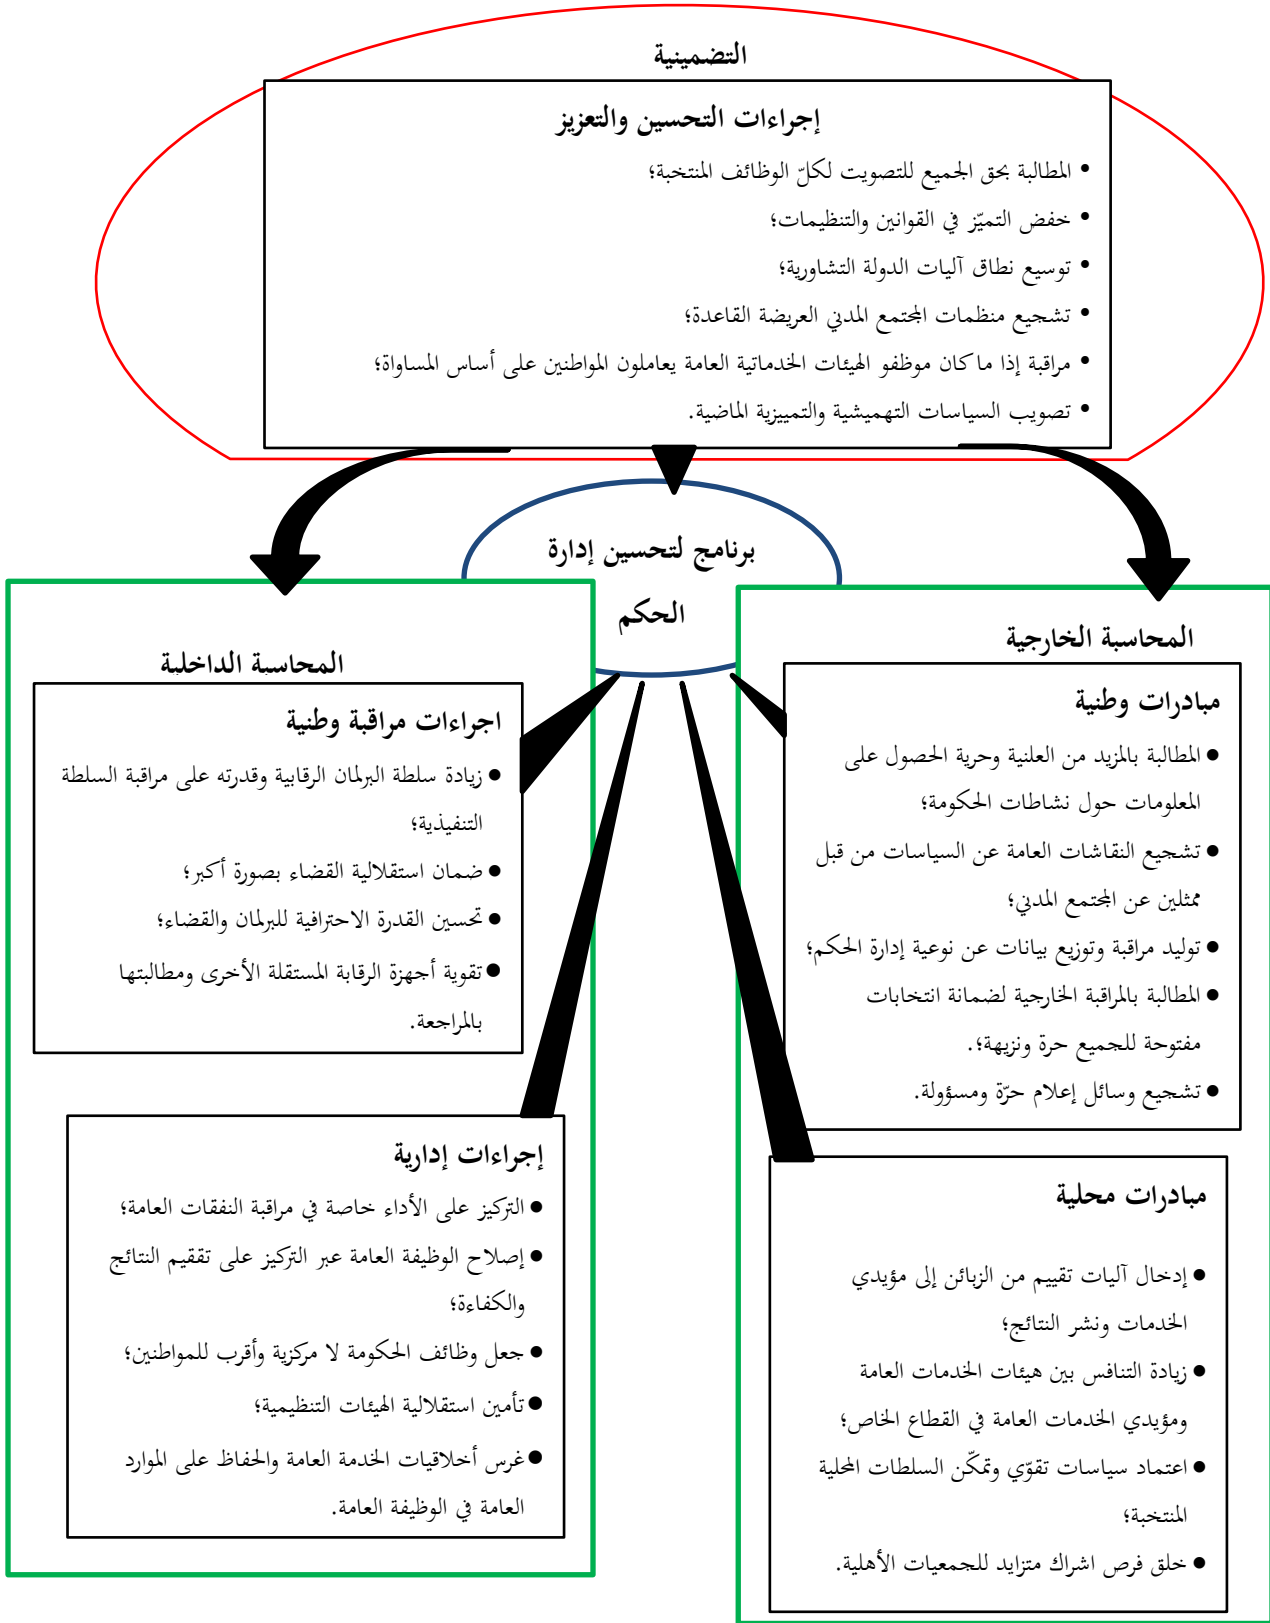 التضمينية
إجراءات التحسين والتعزيز
• المطالبة بحق الجميع للتصويت لكلّ الوظائف المنتخبة؛
• خفض التميّز في القوانين والتنظيمات؛
• توسيع نطاق آليات الدولة التشاورية؛
• تشجيع منظمات المجتمع المدني العريضة القاعدة؛
• مراقبة إذا ماكان موظفو الهيئات الخدماتية العامة يعاملون المواطنين على أساس المساواة؛
• تصويب السياسات التهميشية والتمييزية الماضية.
برنامج لتحسين إدارة
الحكم
المحاسبة الخارجية
مبادرات وطنية
● المطالبة بالمزيد من العلنية وحرية الحصول على
المعلومات حول نشاطات الحكومة؛
● تشجيع النقاشات العامة عن السياسات من قبل
ممثلين عن المجتمع المدني؛
● توليد مراقبة وتوزيع بيانات عن نوعية إدارة الحكم؛
● المطالبة بالمراقبة الخارجية لضمانة انتخابات
مفتوحة للجميع حرة ونزيهة؛.
● تشجيع وسائل إعلام حرّة ومسؤولة.
مبادرات محلية
● إدخال آليات تقييم من الزبائن إلى مؤيدي
الخدمات ونشر النتائج؛
● زيادة التنافس بين هيئات الخدمات العامة
ومؤيدي الخدمات العامة في القطاع الخاص؛
● اعتماد سياسات تقوّي وتمكّن السلطات المحلية
المنتخبة؛
● خلق فرص اشراك متزايد للجمعيات الأهلية.
المحاسبة الداخلية
اجراءات مراقبة وطنية
● زيادة سلطة البرلمان الرقابية وقدرته على مراقبة السلطة
التنفيذية؛
● ضمان استقلالية القضاء بصورة أكبر؛
● تحسين القدرة الاحترافية للبرلمان والقضاء؛
● تقوية أجهزة الرقابة المستقلة الأخرى ومطالبتها
بالمراجعة.
إجراءات إدارية
● التركيز على الأداء خاصة في مراقبة النفقات العامة؛
● إصلاح الوظيفة العامة عبر التركيز على تققيم النتائج
والكفاءة؛
● جعل وظائف الحكومة لا مركزية وأقرب للمواطنين؛
● تأمين استقلالية الهيئات التنظيمية؛
● غرس أخلاقيات الخدمة العامة والحفاظ على الموارد
العامة في الوظيفة العامة.